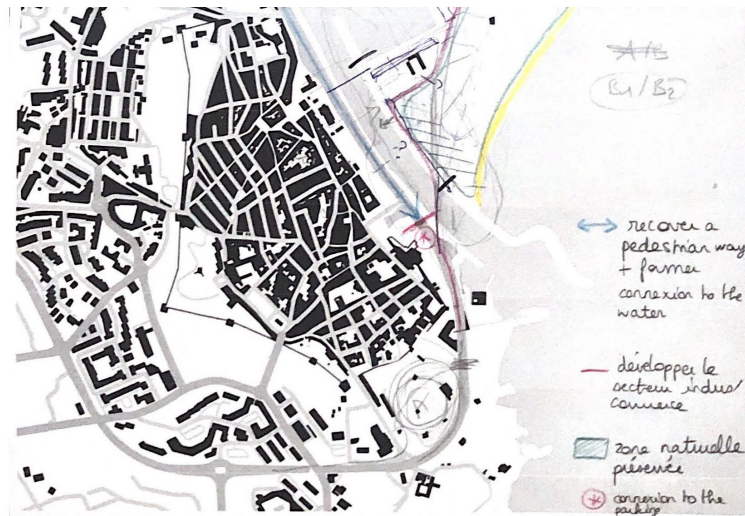 A/B
B1/B2
recover a
pedestrian way
+ former
connexion to the
water
développer le
secteur indus/
commerce
zone naturelle
préservée
connexion to the
parking